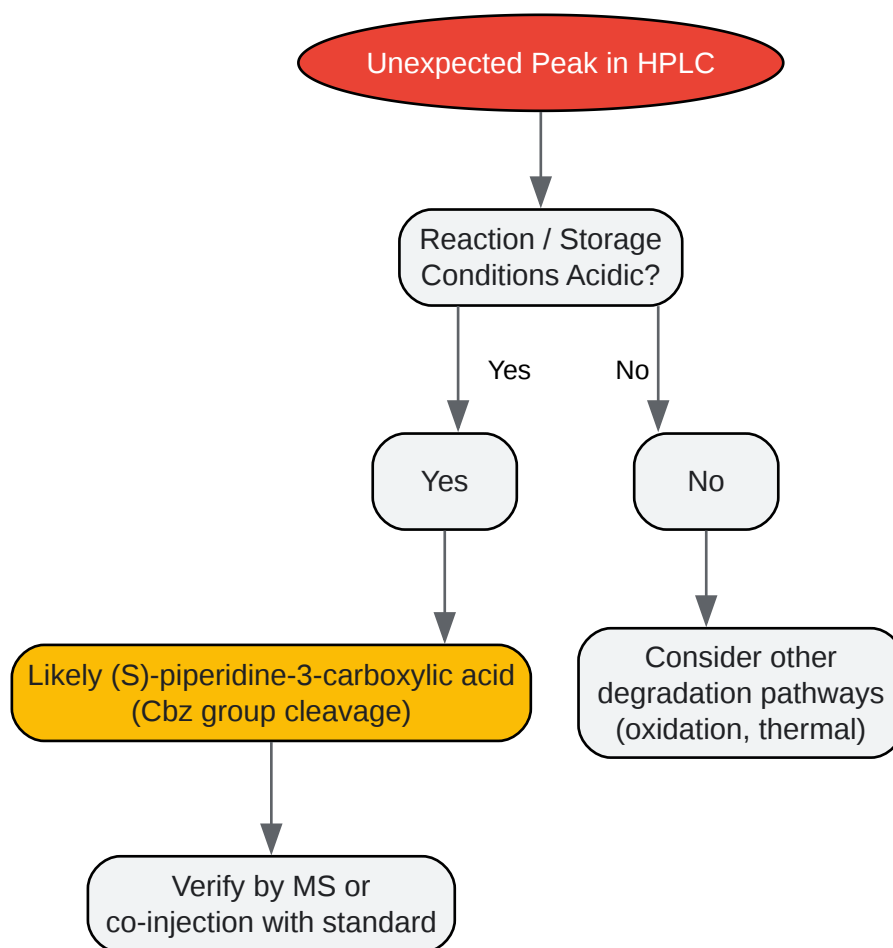 Unexpected Peak in HPLC
Reaction / Storage
Conditions Acidic?
Yes
No
Yes
No
Likely (S)-piperidine-3-carboxylic acid
(Cbz group cleavage)
Consider other
degradation pathways
(oxidation, thermal)
Verify by MS or
co-injection with standard